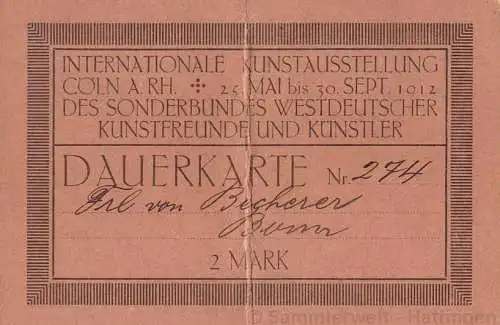 INTERNATIONALE KUNSTAUSSTELLUNG
CÖLN A. RH. 25. MAI bis 30. SEPT. 1912
DES SONDERBUNDES WESTDEUTSCHER
KUNSTFREUNDE UND KÜNSTLER
DAUERKARTE Nr. 274
Frl von Becherer
Bonn
2 MARK
© Sammlerwelt - Hattingen